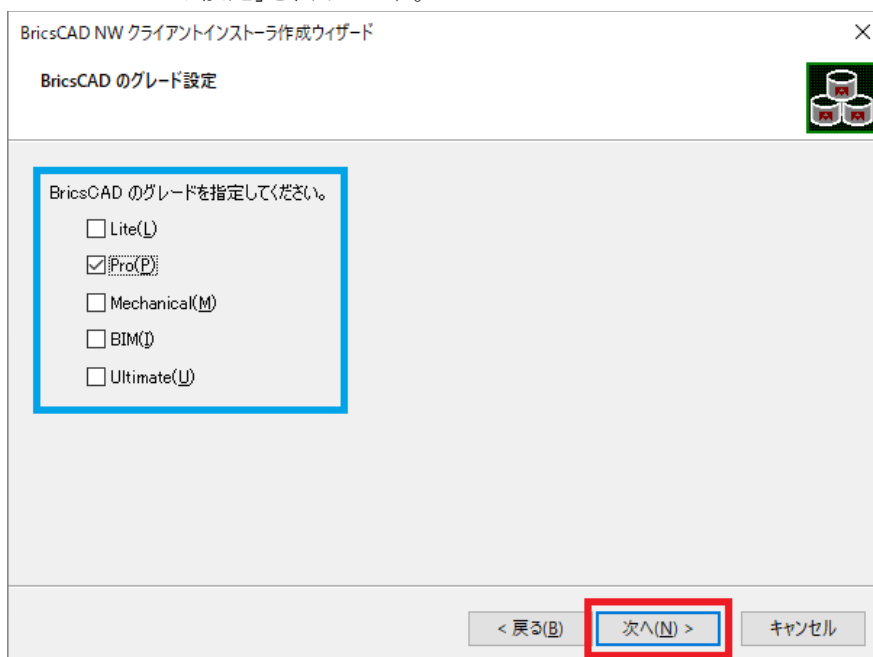 BricsCAD NW クライアントインストーラ作成ウィザード
BricsCAD のグレード設定
BricsCAD のグレードを指定してください。
Lite(L)
Pro(P)
Mechanical(M)
BIM(I)
Ultimate(U)
< 戻る(B)
次へ(N) >
キャンセル